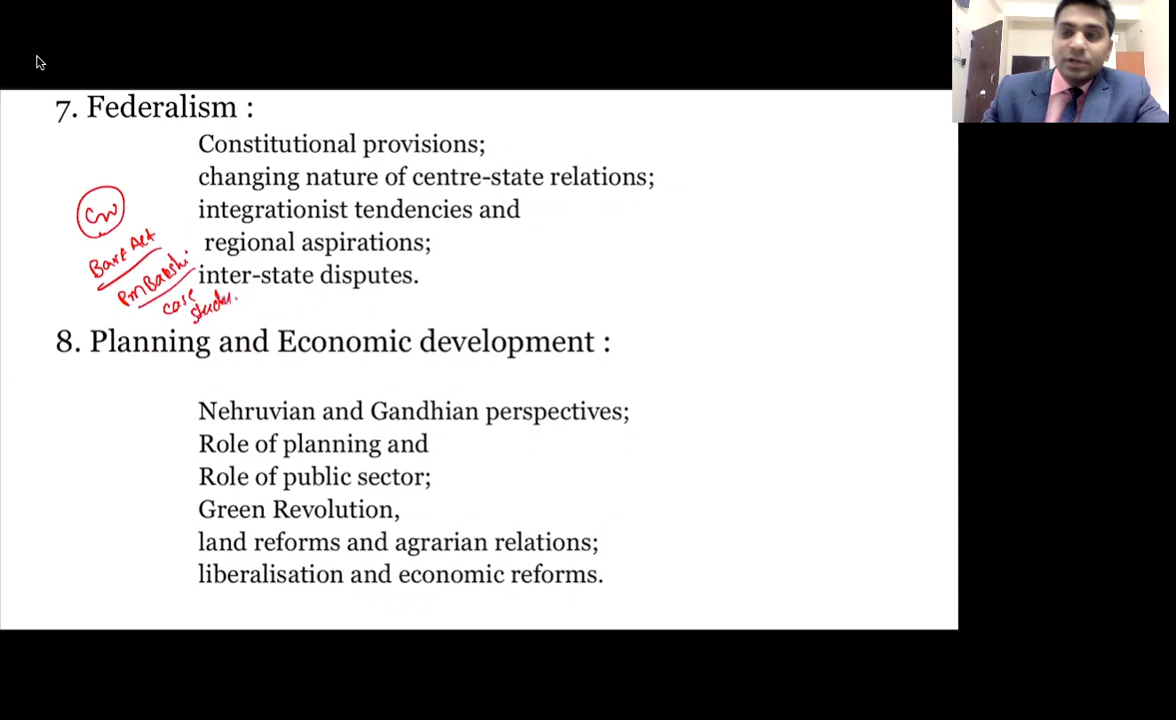 7. Federalism :
Constitutional provisions;
changing nature of centre-state relations;
integrationist tendencies and
regional aspirations;
inter-state disputes.
Bare Act
PM Bakshi
case
8. Planning and Economic development :
Nehruvian and Gandhian perspectives;
Role of planning and
Role of public sector;
Green Revolution,
land reforms and agrarian relations;
liberalisation and economic reforms.